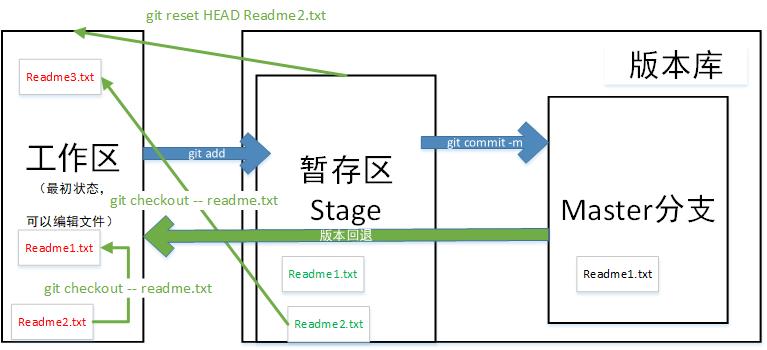 git reset HEAD Readme2.txt
版本库
Readme3.txt
工作区
（最初状态，
可以编辑文件）
git add
git commit -m
暂存区
Stage
git checkout -- readme.txt
Master分支
版本回退
Readme1.txt
Readme1.txt
Readme1.txt
git checkout -- readme.txt
Readme2.txt
Readme2.txt